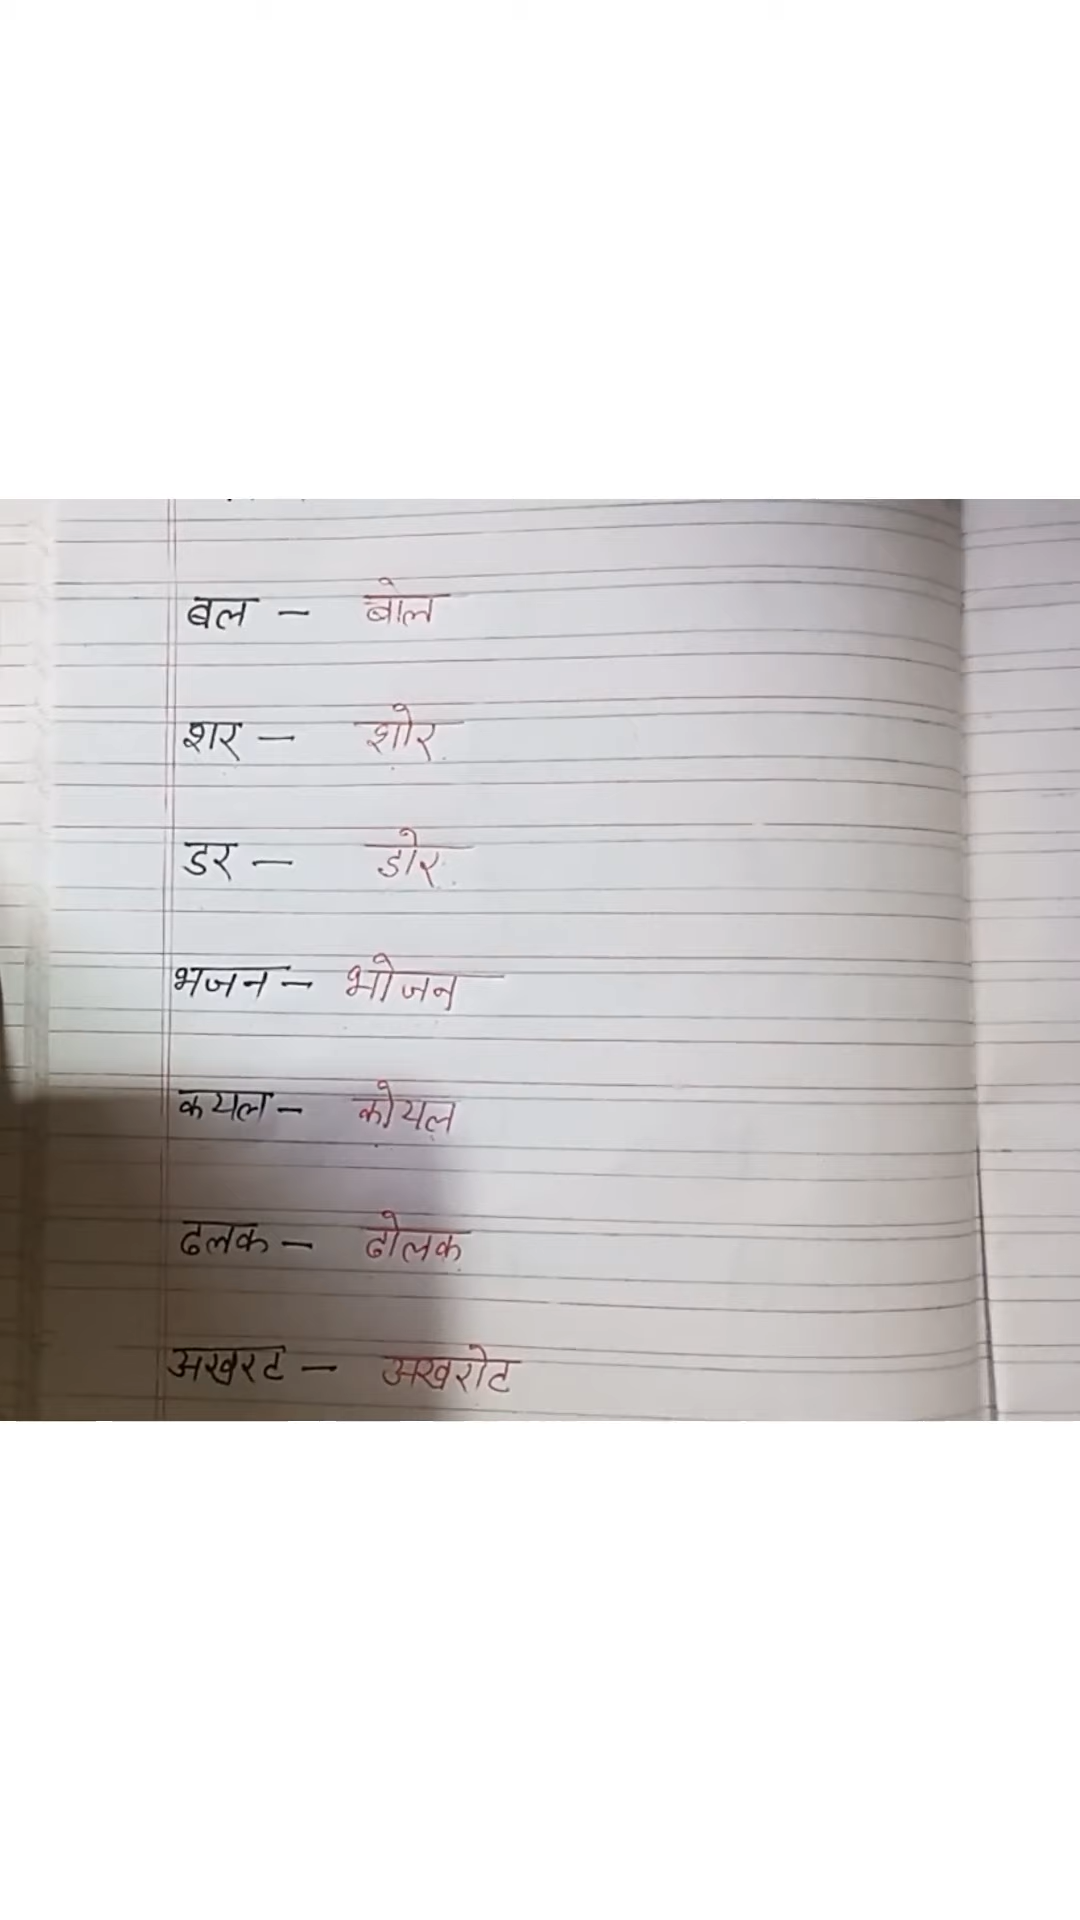 बल - बोल
शर - शोर
डर - डोर
भजन - भोजन
कयल - कोयल
ढलक - ढोलक
अखरट - अखरोट